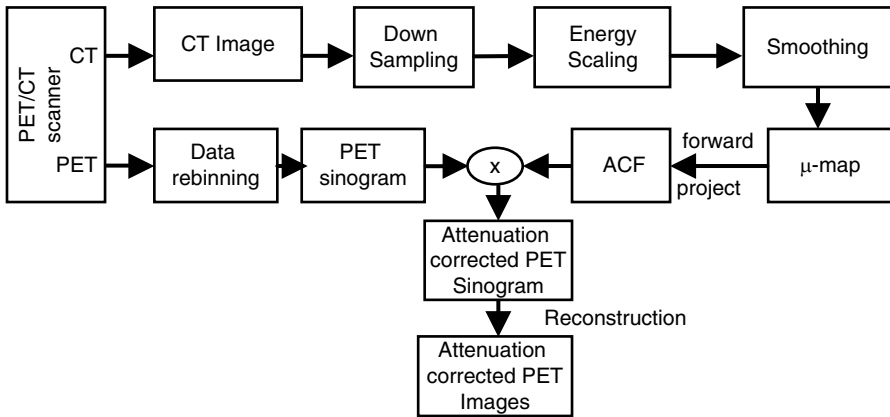 PET/CT
scanner
CT
PET
CT Image
Down
Sampling
Energy
Scaling
Smoothing
Data
rebinning
PET
sinogram
x
ACF
forward
project
μ-map
Attenuation
corrected PET
Sinogram
Reconstruction
Attenuation
corrected PET
Images